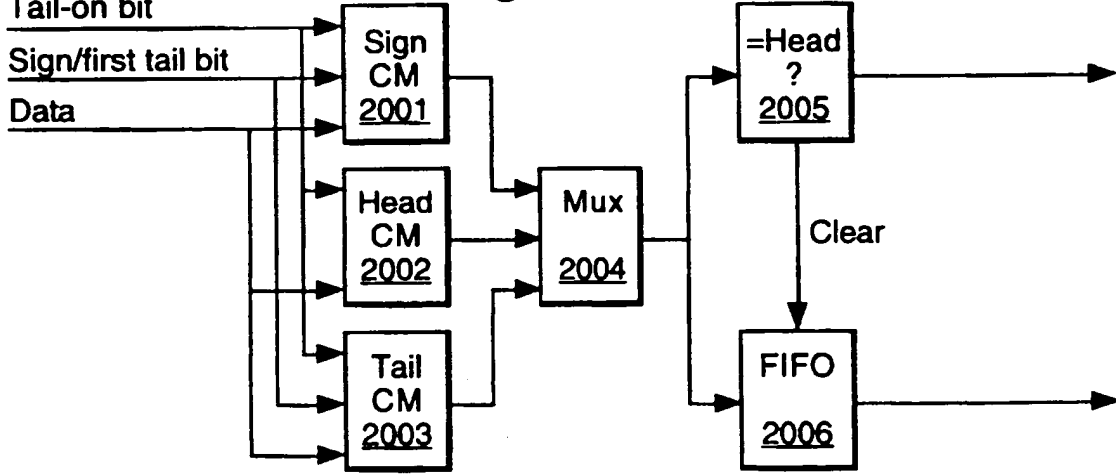 Tail-on bit
Sign/first tail bit
Data
Sign
CM
2001
Head
CM
2002
Tail
CM
2003
Mux
2004
=Head
?
2005
Clear
FIFO
2006